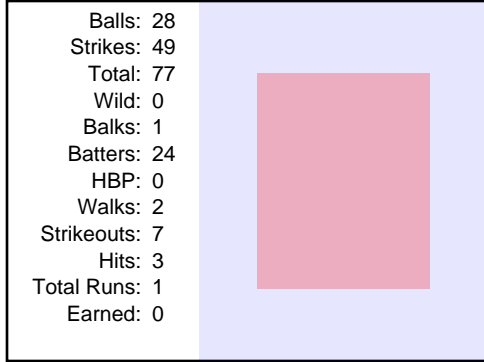 Balls: 28
Strikes: 49
Total: 77
Wild: 0
Balks: 1
Batters: 24
HBP: 0
Walks: 2
Strikeouts: 7
Hits: 3
Total Runs: 1
Earned: 0